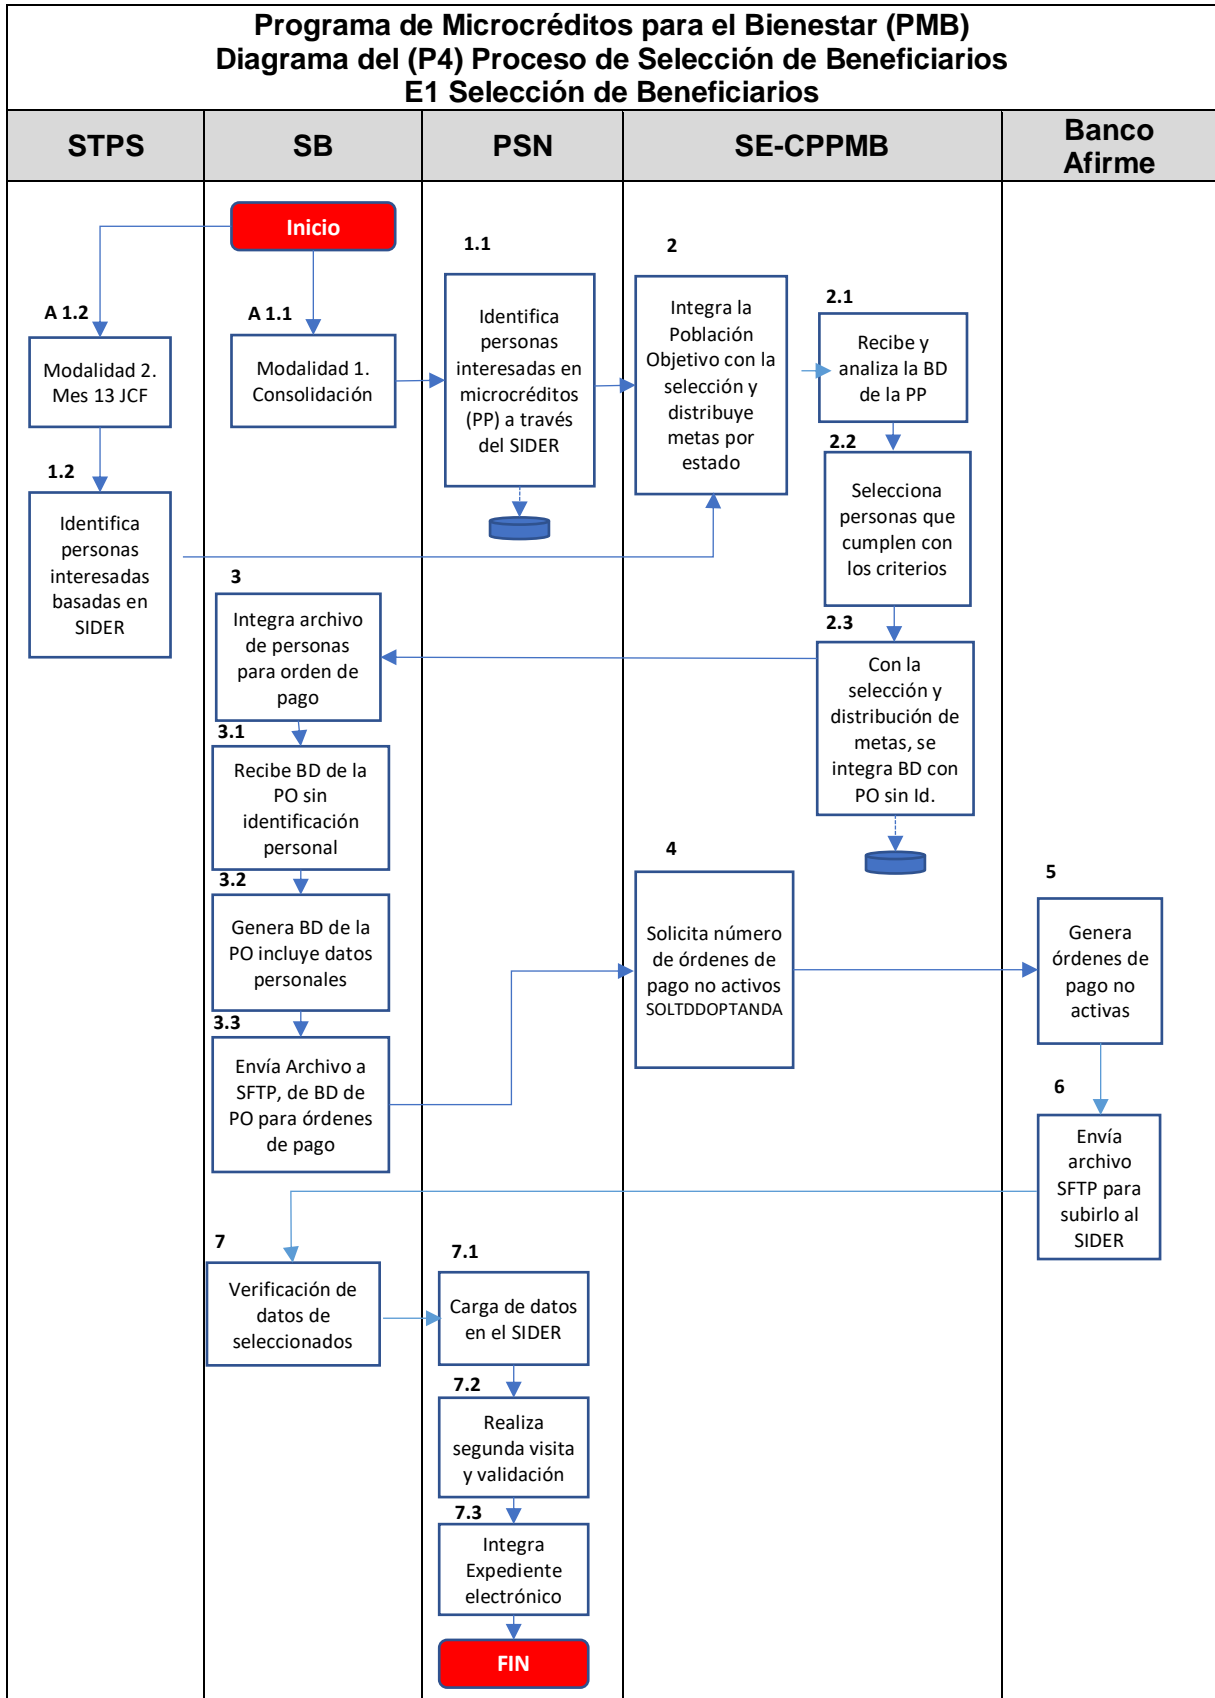 Programa de Microcréditos para el Bienestar (PMB)
Diagrama del (P4) Proceso de Selección de Beneficiarios
E1 Selección de Beneficiarios
STPS
SB
PSN
SE-CPPMB
Banco
Afirme
Inicio
A 1.2
Modalidad 2.
Mes 13 JCF
A 1.1
Modalidad 1.
Consolidación
1.1
Identifica
personas
interesadas en
microcréditos
(PP) a través
del SIDER
2
Integra la
Población
Objetivo con la
selección y
distribuye
metas por
estado
2.1
Recibe y
analiza la BD
de la PP
2.2
Selecciona
personas que
cumplen con
los criterios
1.2
Identifica
personas
interesadas
basadas en
SIDER
2.3
Con la
selección y
distribución de
metas, se
integra BD con
PO sin Id.
3
Integra archivo
de personas
para orden de
pago
3.1
Recibe BD de la
PO sin
identificación
personal
3.2
Genera BD de la
PO incluye datos
personales
3.3
Envía Archivo a
SFTP, de BD de
PO para órdenes
de pago
4
Solicita número
de órdenes de
pago no activos
SOLTDDOPTANDA
5
Genera
órdenes de
pago no
activas
6
Envía
archivo
SFTP para
subirlo al
SIDER
7
Verificación de
datos de
seleccionados
7.1
Carga de datos
en el SIDER
7.2
Realiza
segunda visita
y validación
7.3
Integra
Expediente
electrónico
FIN